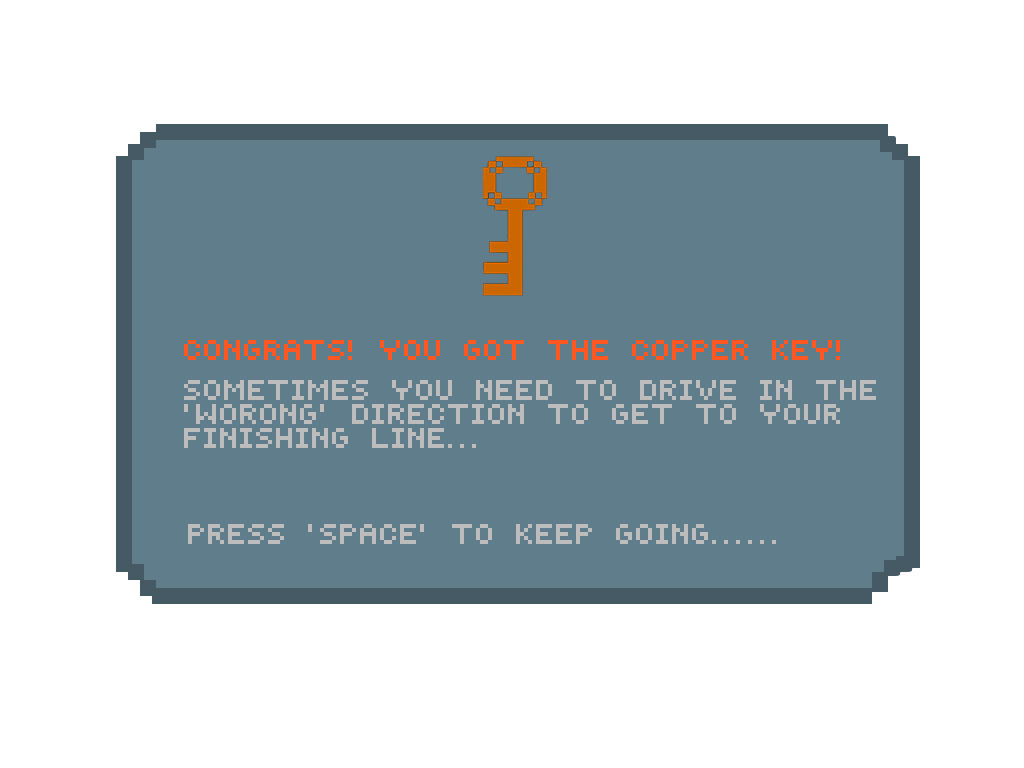 CONGRATS! YOU GOT THE COPPER KEY!
SOMETIMES YOU NEED TO DRIVE IN THE
'WORONG' DIRECTION TO GET TO YOUR
FINISHING LINE...
PRESS 'SPACE' TO KEEP GOING......